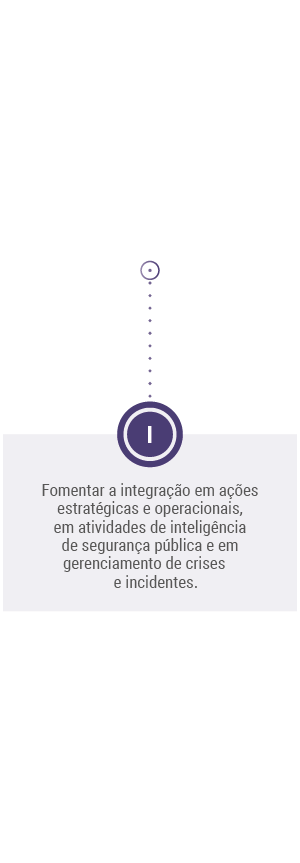 I
Fomentar a integração em ações
estratégicas e operacionais,
em atividades de inteligência
de segurança pública e em
gerenciamento de crises
e incidentes.